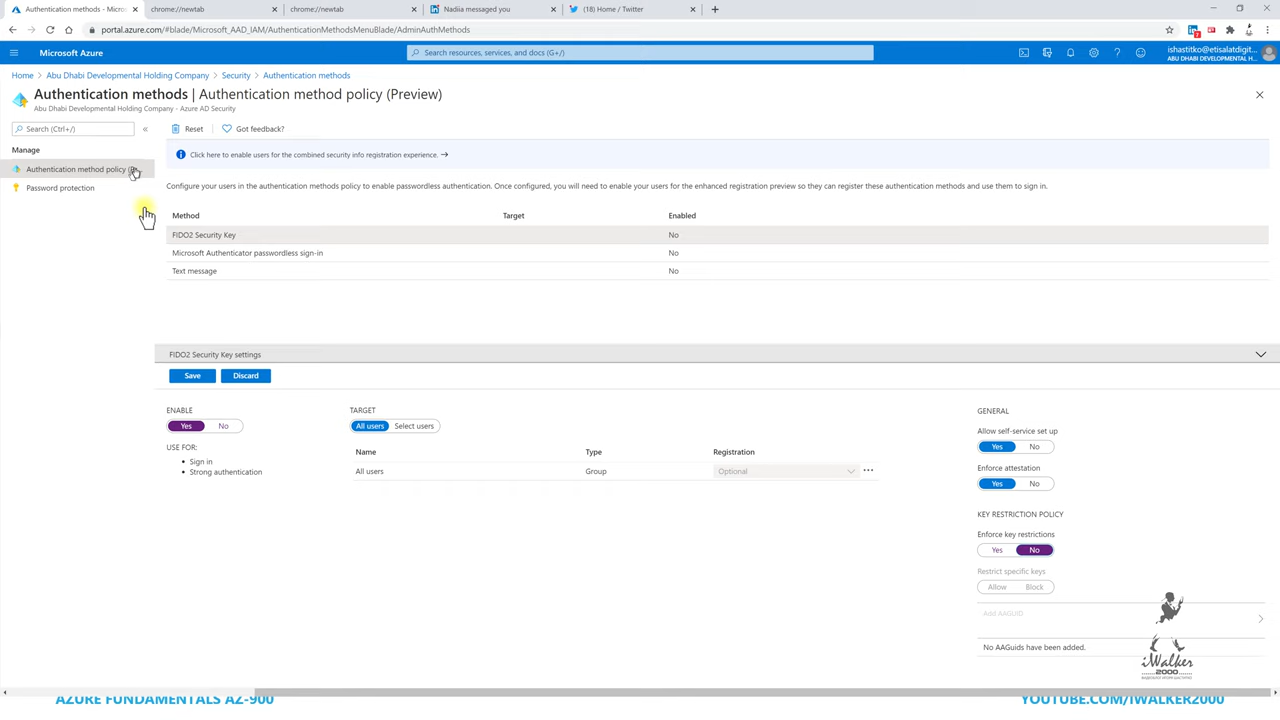 Authentication methods - Micros
chrome://newtab
chrome://newtab
Nadiia messaged you
(18) Home / Twitter
portal.azure.com/#blade/Microsoft_AAD_IAM/AuthenticationMethodsMenuBlade/AdminAuthMethods
Microsoft Azure
Search resources, services, and docs (G+/)
ishastitko@etisalatdigit...
ABU DHABI DEVELOPMENTAL H...
Home > Abu Dhabi Developmental Holding Company > Security > Authentication methods
Authentication methods | Authentication method policy (Preview)
Abu Dhabi Developmental Holding Company - Azure AD Security
Search (Ctrl+/)
Reset
Got feedback?
Manage
Click here to enable users for the combined security info registration experience. →
Authentication method policy
Password protection
Configure your users in the authentication methods policy to enable passwordless authentication. Once configured, you will need to enable your users for the enhanced registration preview so they can register these authentication methods and use them to sign in.
Method Target Enabled
FIDO2 Security Key No
Microsoft Authenticator passwordless sign-in No
Text message No
FIDO2 Security Key settings
Save Discard
ENABLE
Yes No
USE FOR:
• Sign in
• Strong authentication
TARGET
All users Select users
Name Type Registration
All users Group Optional ...
GENERAL
Allow self-service set up
Yes No
Enforce attestation
Yes No
KEY RESTRICTION POLICY
Enforce key restrictions
Yes No
Restrict specific keys
Allow Block
Add AAGUID
No AAGuids have been added.
iWalker
2000
AZURE FUNDAMENTALS AZ-900
YOUTUBE.COM/IWALKER2000